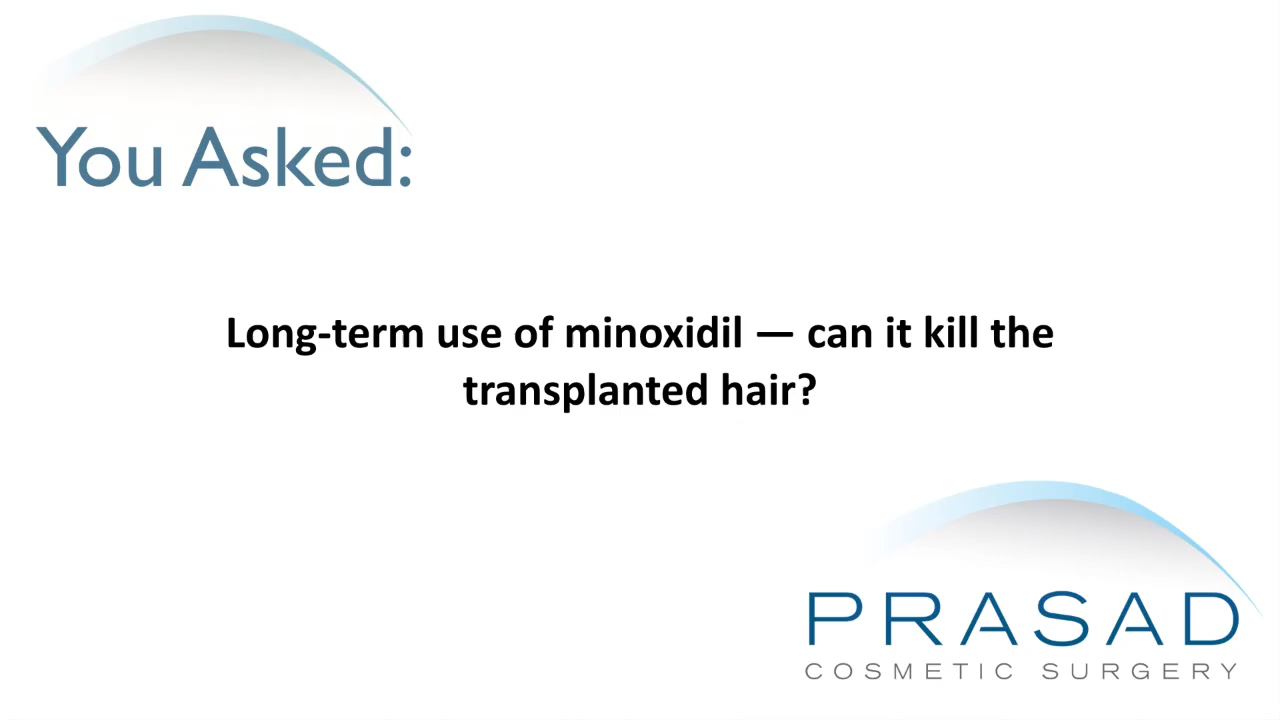 You Asked:
Long-term use of minoxidil — can it kill the
transplanted hair?
PRASAD
COSMETIC SURGERY